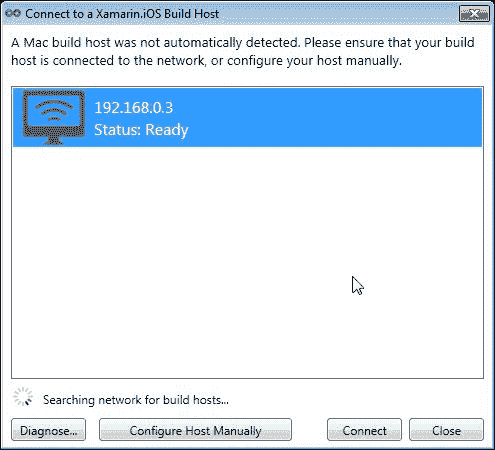 Connect to a Xamarin.iOS Build Host
A Mac build host was not automatically detected. Please ensure that your build
host is connected to the network, or configure your host manually.
192.168.0.3
Status: Ready
Searching network for build hosts...
Diagnose...
Configure Host Manually
Connect
Close